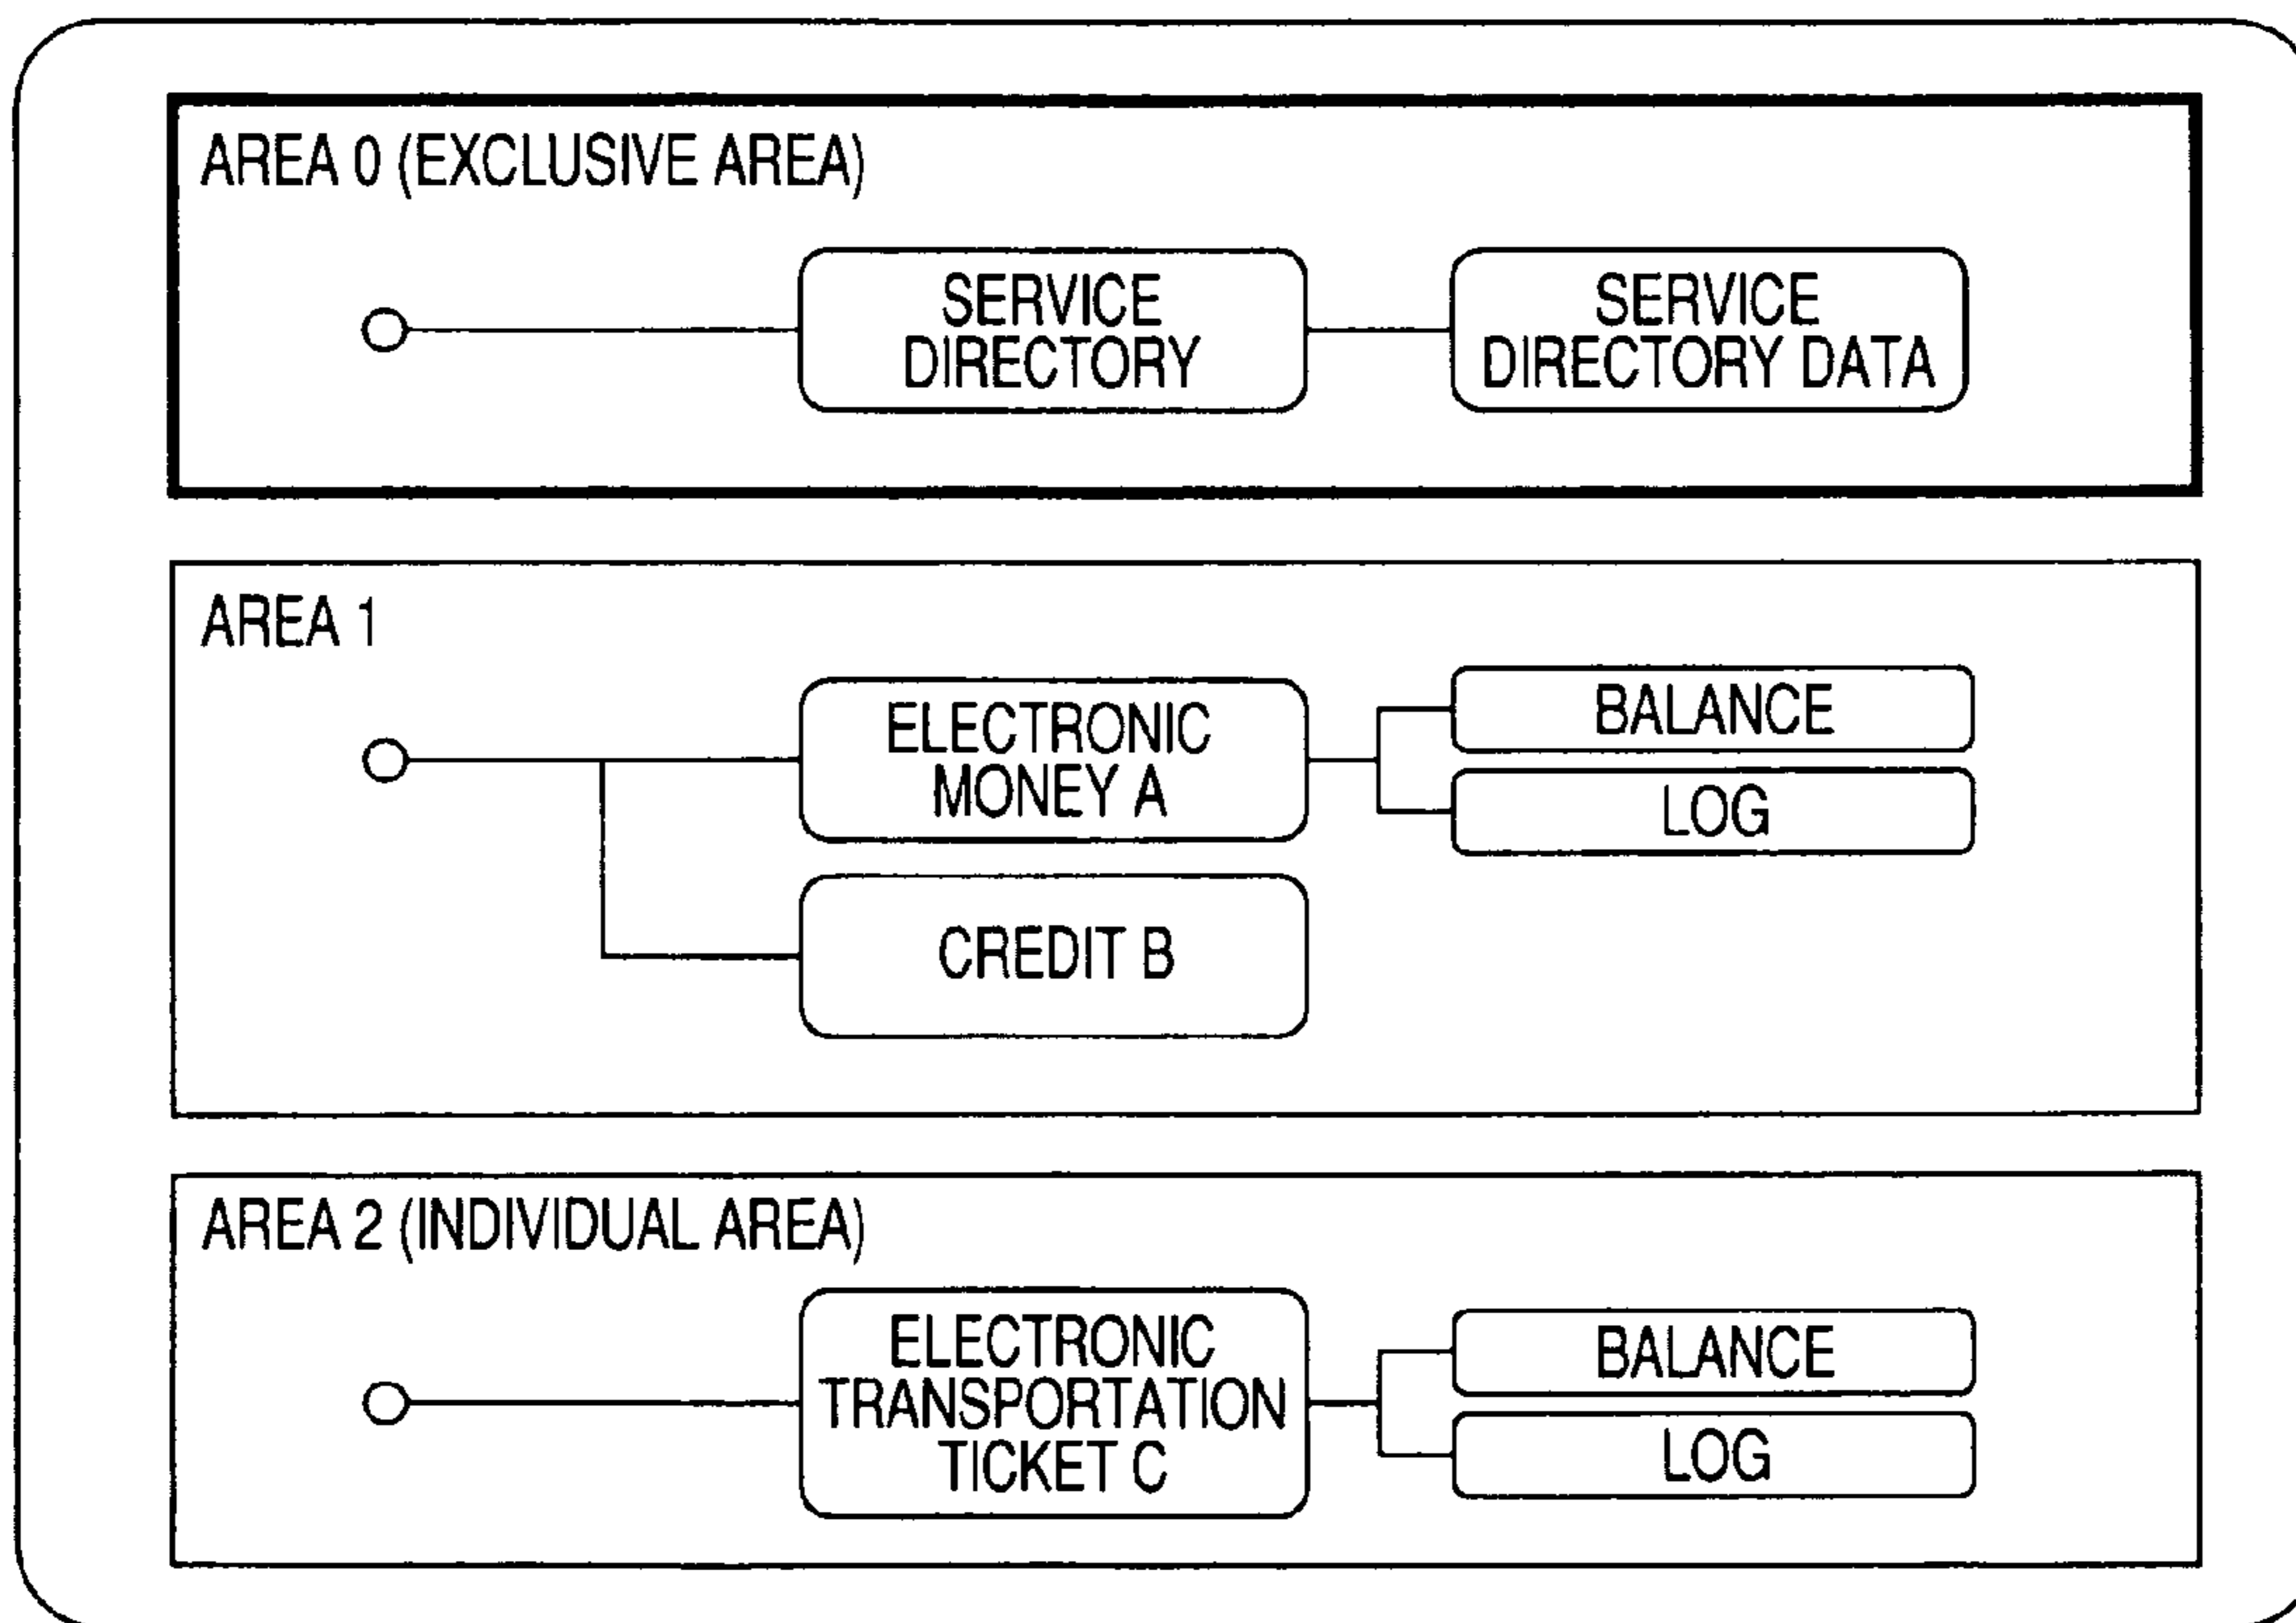 AREA 0 (EXCLUSIVE AREA)
SERVICE
DIRECTORY
SERVICE
DIRECTORY DATA
AREA 1
ELECTRONIC
MONEY A
BALANCE
LOG
CREDIT B
AREA 2 (INDIVIDUAL AREA)
ELECTRONIC
TRANSPORTATION
TICKET C
BALANCE
LOG